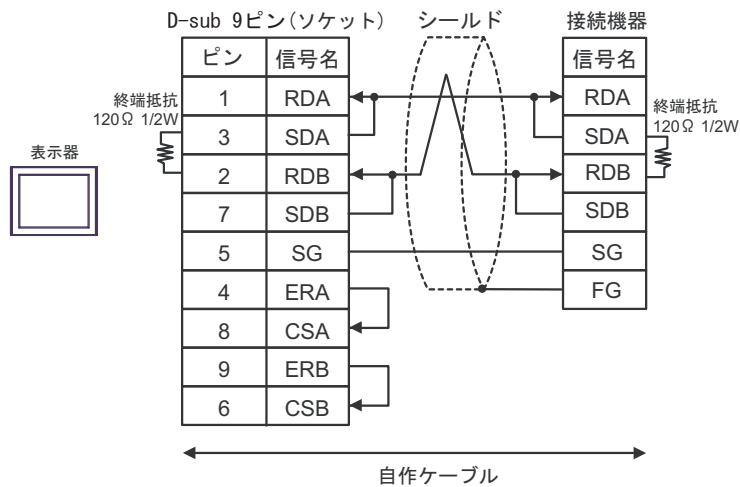 D-sub 9ピン(ソケット) シールド 接続機器
ピン 信号名 信号名
1 RDA RDA
終端抵抗
120Ω 1/2W
終端抵抗
120Ω 1/2W
3 SDA SDA
表示器
2 RDB RDB
7 SDB SDB
5 SG SG
4 ERA FG
8 CSA
9 ERB
6 CSB
自作ケーブル